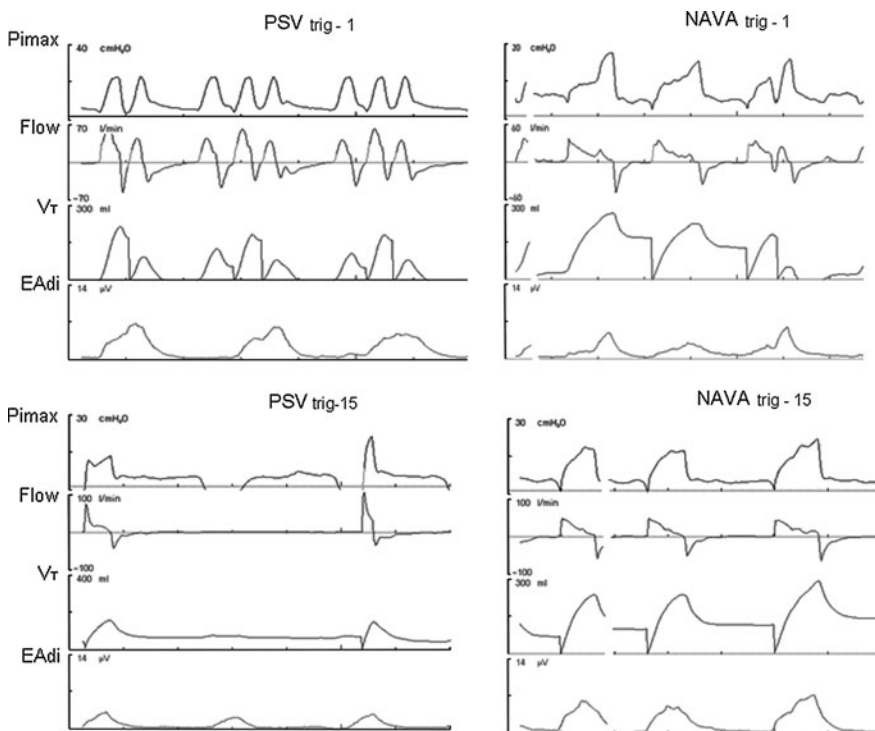 PSV trig - 1
NAVA trig - 1
Pimax
40 cmH₂O
20 cmH₂O
Flow
70 l/min
-70
60 l/min
-60
VT
300 ml
300 ml
EAdi
14 µV
14 µV
PSV trig-15
NAVA trig - 15
Pimax
30 cmH₂O
30 cmH₂O
Flow
100 l/min
-100
100 l/min
-100
VT
400 ml
300 ml
EAdi
14 µV
14 µV